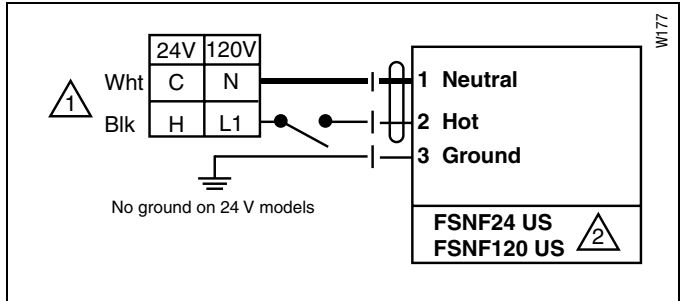 W177
24V 120V
Wht C N 1 Neutral
1
Blk H L1 2 Hot
3 Ground
No ground on 24 V models
FSNF24 US
FSNF120 US 2